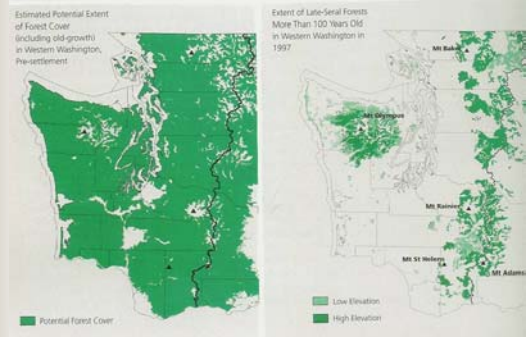 Estimated Potential Extent
of Forest Cover
(including old-growth)
in Western Washington,
Pre-settlement
Potential Forest Cover
Extent of Late-Seral Forests
More Than 100 Years Old
in Western Washington in
1997
Mt Baker
Mt Olympus
Mt Rainier
Mt St Helens
Mt Adams
Low Elevation
High Elevation